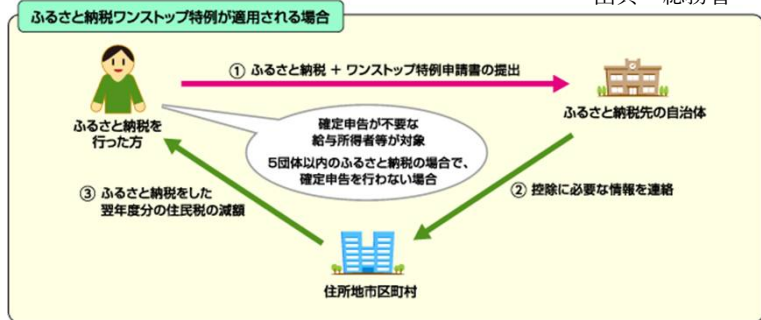 ふるさと納税ワンストップ特例が適用される場合
① ふるさと納税 + ワンストップ特例申請書の提出
ふるさと納税を
行った方
ふるさと納税先の自治体
確定申告が不要な
給与所得者等が対象
5団体以内のふるさと納税の場合で、
確定申告を行わない場合
② 控除に必要な情報を連絡
③ ふるさと納税をした
翌年度分の住民税の減額
住所地市区町村